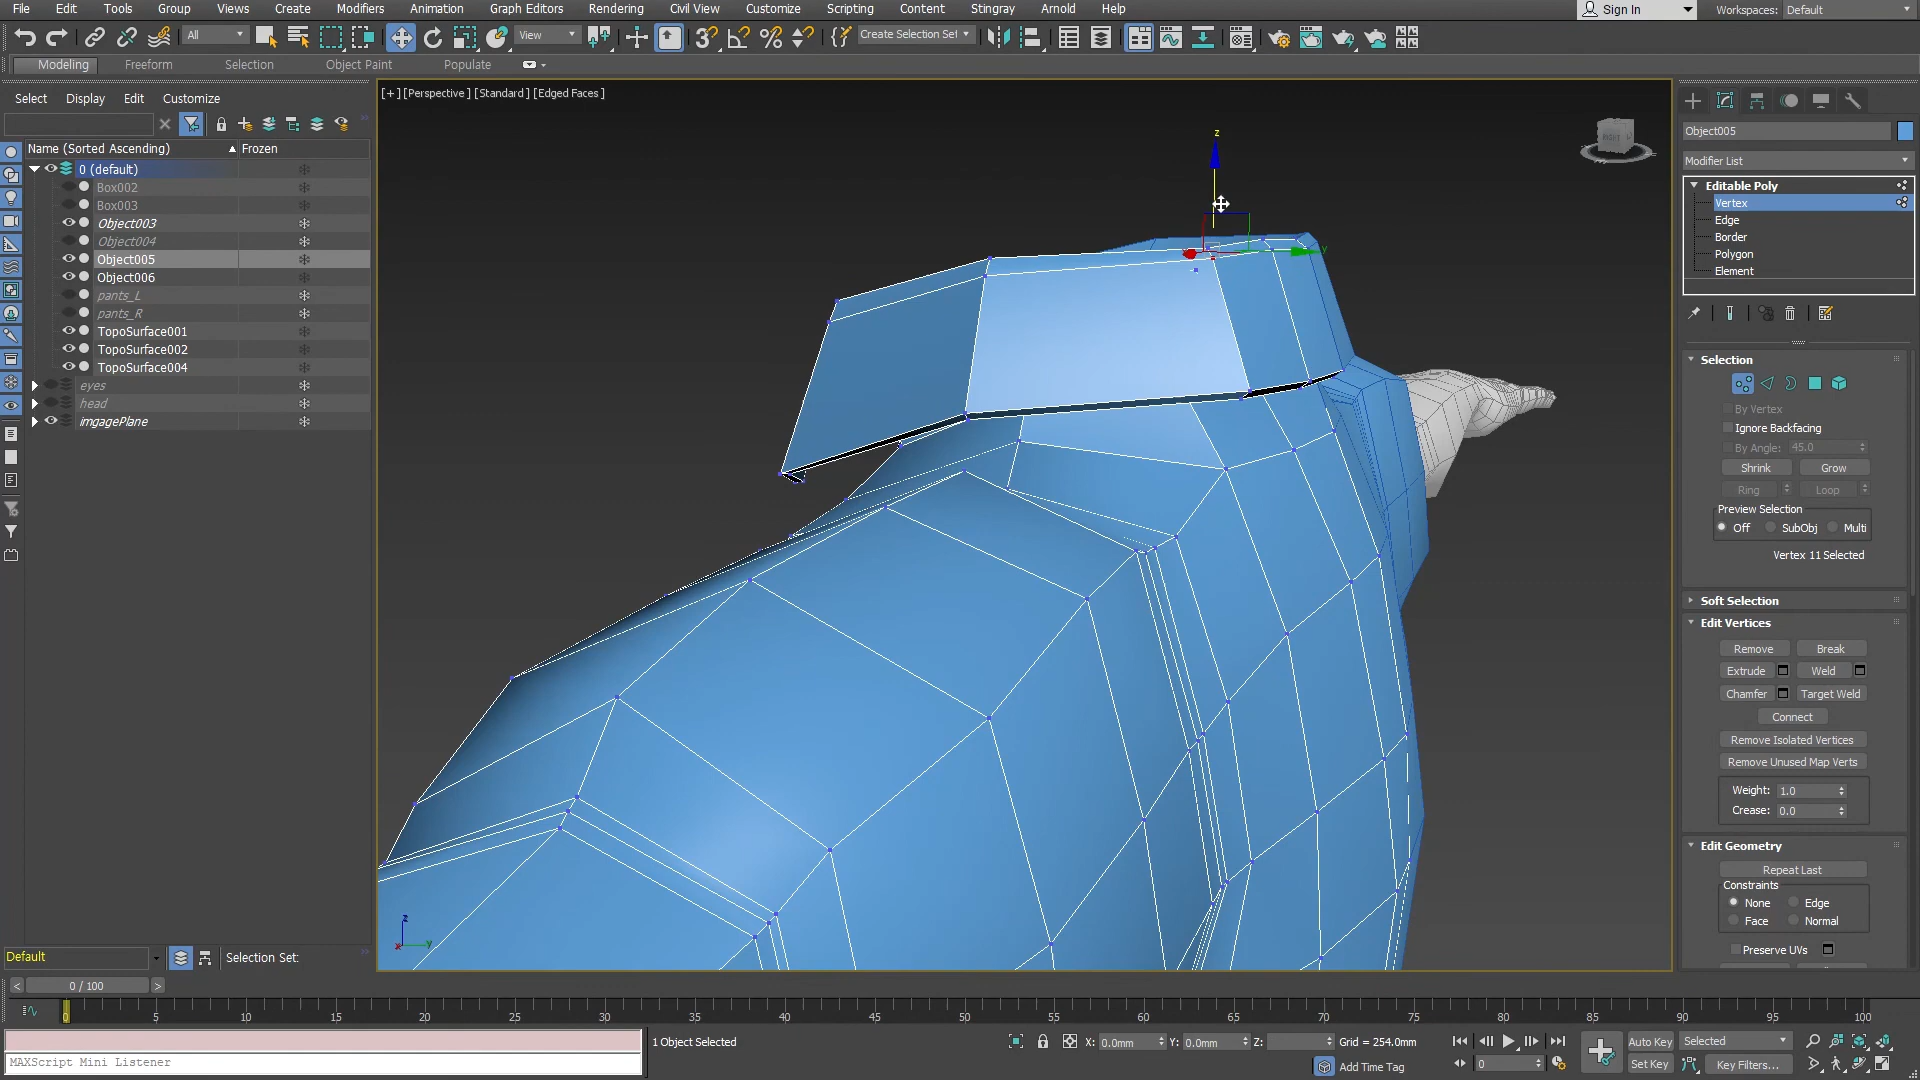 File Edit Tools Group Views Create Modifiers Animation Graph Editors Rendering Civil View Customize Scripting Content Stingray Arnold Help Sign In Workspaces: Default
All View Create Selection Set
Modeling Freeform Selection Object Paint Populate
Select Display Edit Customize
[+] [Perspective ] [Standard ] [Edged Faces ]
Name (Sorted Ascending) Frozen
0 (default)
Box002
Box003
Object003
Object004
Object005
Object006
pants_L
pants_R
TopoSurface001
TopoSurface002
TopoSurface004
eyes
head
imgagePlane
z
y
RIGHT
Object005
Modifier List
Editable Poly
Vertex
Edge
Border
Polygon
Element
Selection
By Vertex
Ignore Backfacing
By Angle: 45.0
Shrink Grow
Ring Loop
Preview Selection
Off SubObj Multi
Vertex 11 Selected
Soft Selection
Edit Vertices
Remove Break
Extrude Weld
Chamfer Target Weld
Connect
Remove Isolated Vertices
Remove Unused Map Verts
Weight: 1.0
Crease: 0.0
Edit Geometry
Repeat Last
Constraints
None Edge
Face Normal
Preserve UVs
z
x y
Default Selection Set:
< 0 / 100 >
0 5 10 15 20 25 30 35 40 45 50 55 60 65 70 75 80 85 90 95 100
1 Object Selected X: 0.0mm Y: 0.0mm Z: Grid = 254.0mm Auto Key Selected
MAXScript Mini Listener Add Time Tag 0 Set Key Key Filters...